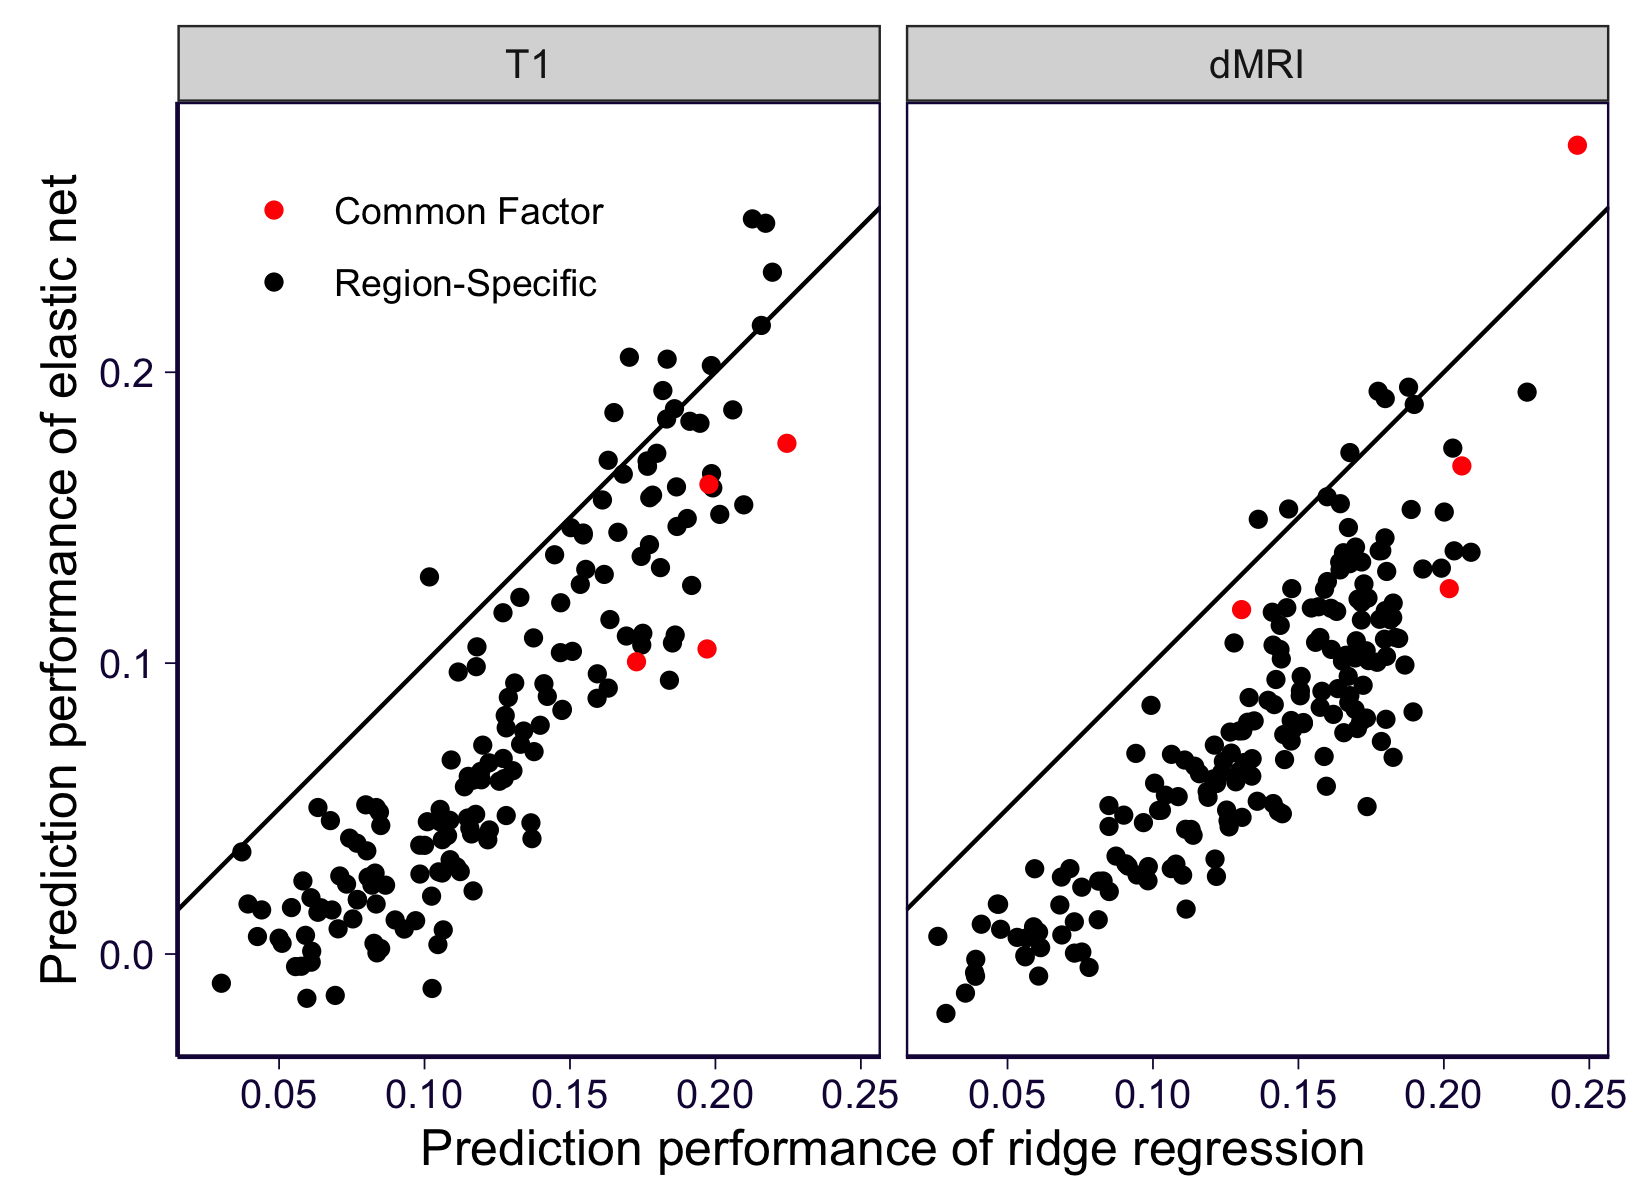 T1
dMRI
Common Factor
Region-Specific
Prediction performance of elastic net
0.2
0.1
0.0
0.05 0.10 0.15 0.20 0.25
0.05 0.10 0.15 0.20 0.25
Prediction performance of ridge regression